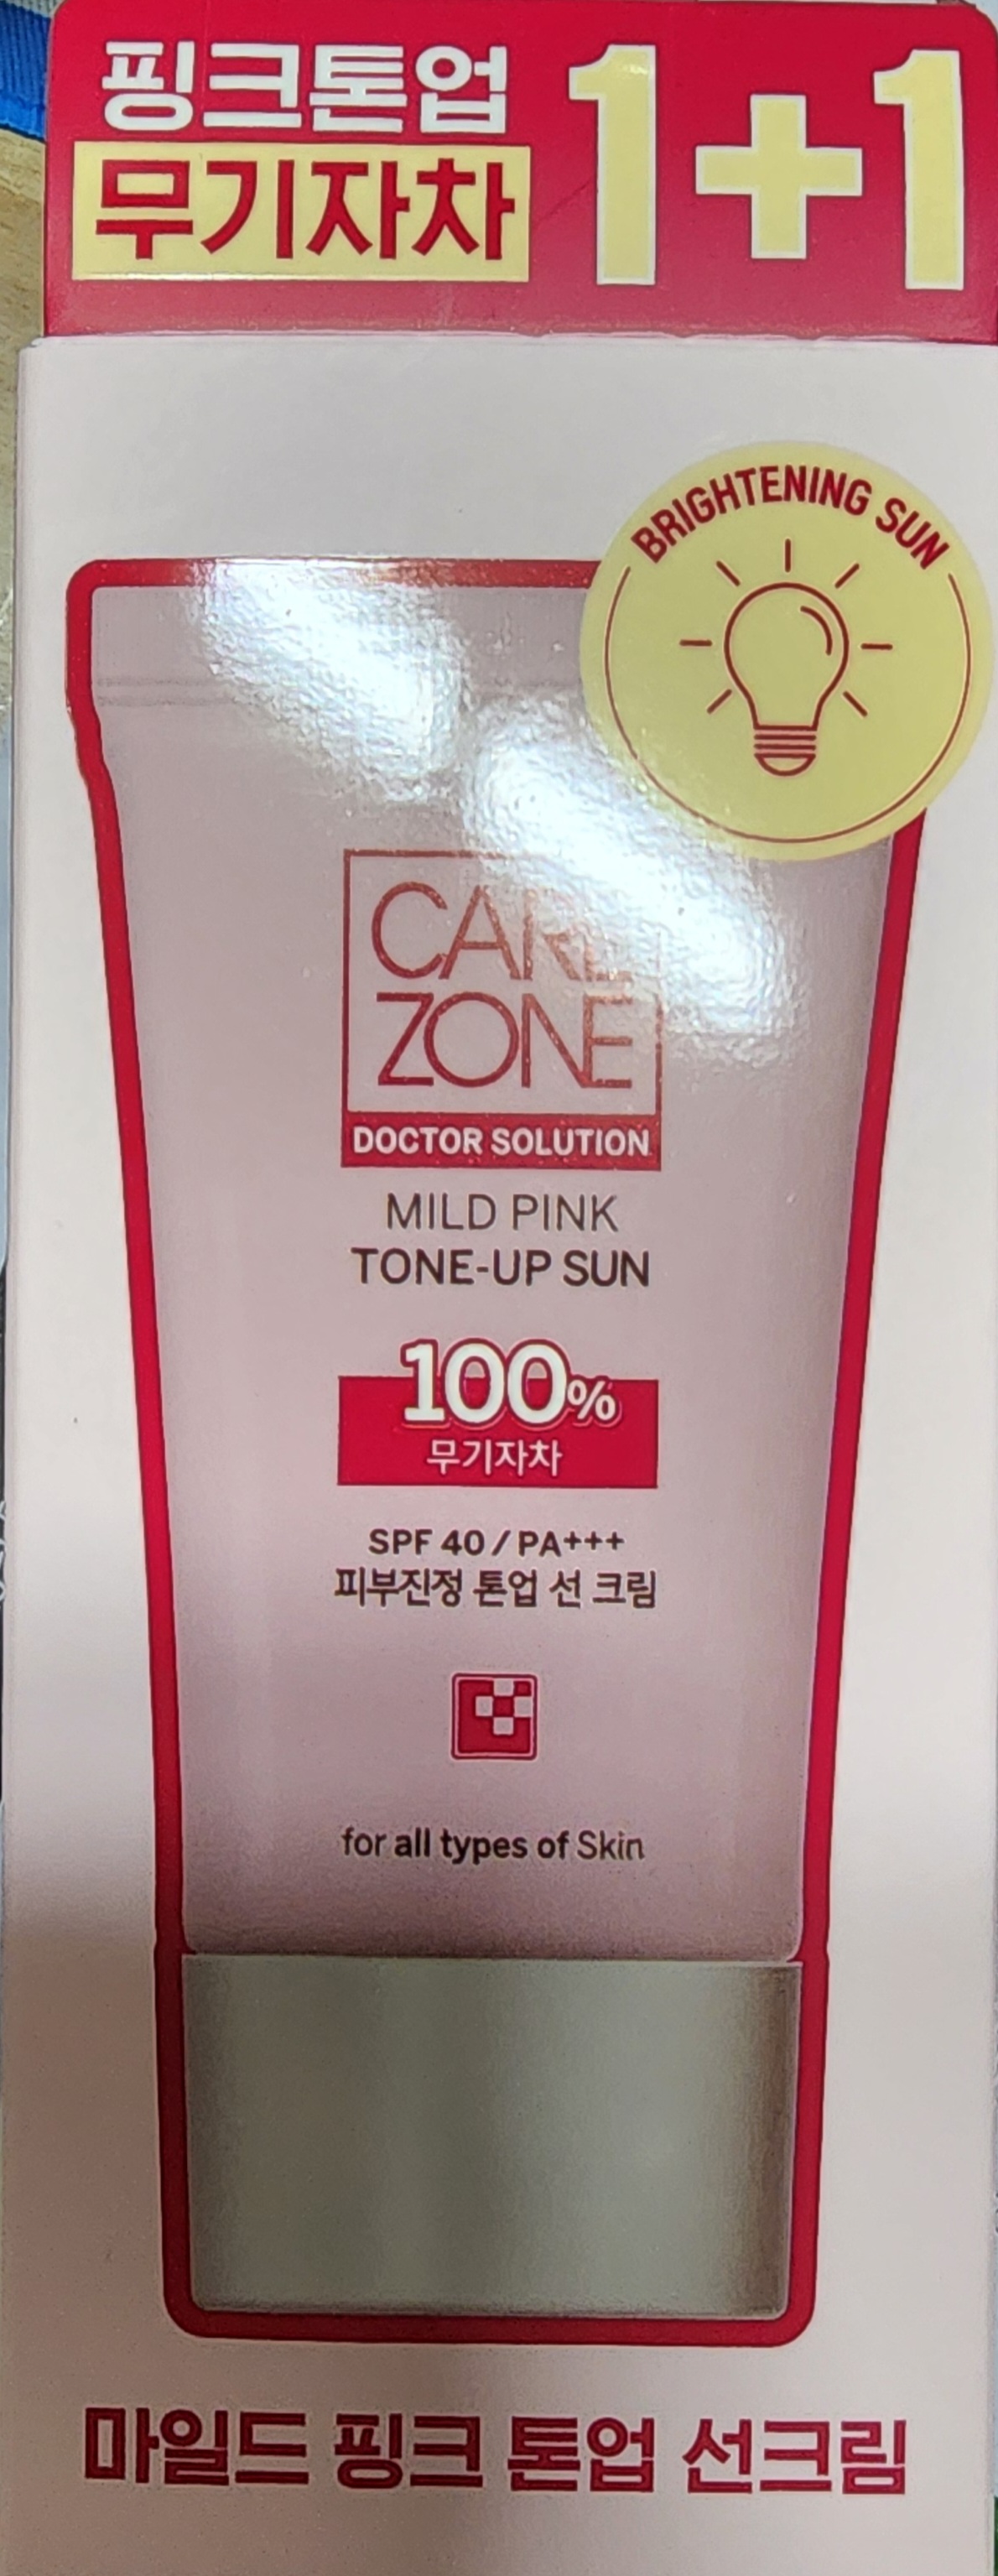 핑크톤업
무기자차
1+1
BRIGHTENING SUN
CARE
ZONE
DOCTOR SOLUTION
MILD PINK
TONE-UP SUN
100%
무기자차
SPF 40 / PA+++
피부진정 톤업 선 크림
for all types of Skin
마일드 핑크 톤업 선크림